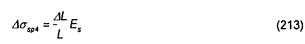 Δσsp4 = ΔL/L Es (213)